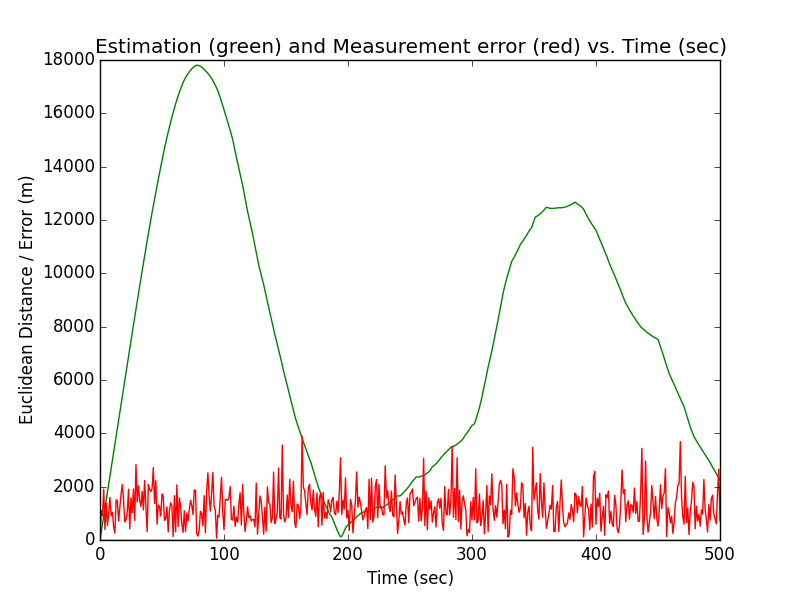 Estimation (green) and Measurement error (red) vs. Time (sec)
18000
16000
14000
12000
10000
8000
6000
4000
2000
0
Euclidean Distance / Error (m)
0 100 200 300 400 500
Time (sec)